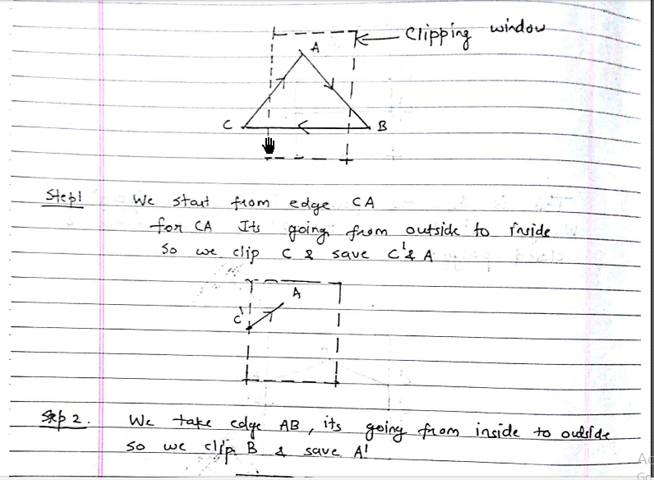 A
Clipping window
C
B
Step1
We start from edge CA
for CA Its going from outside to inside
So we clip C & save C'& A
A
C'
Step 2.
We take edge AB, its going from inside to outside
so we clip B & save A'